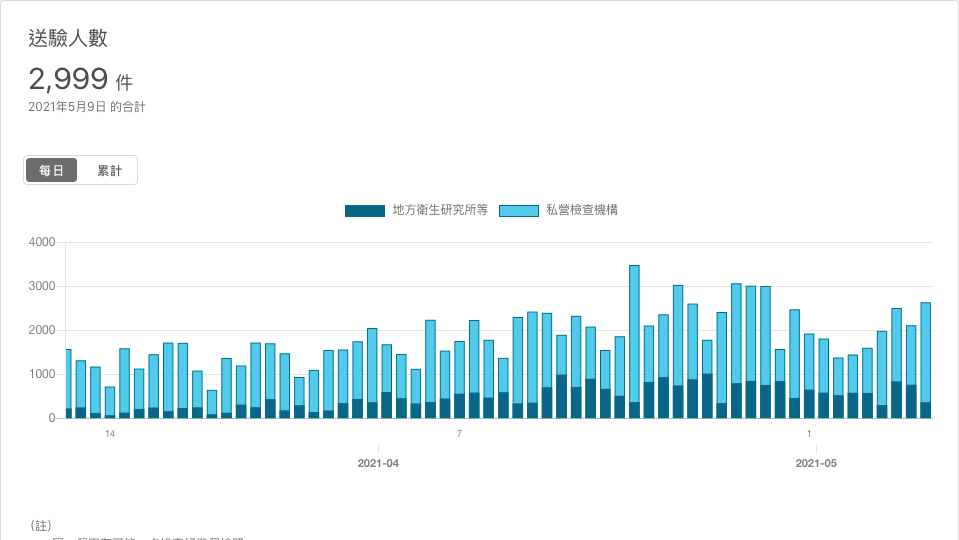 送驗人數
2,999 件
2021年5月9日 的合計
每日 累計
地方衛生研究所等 私營檢查機構
4000
3000
2000
1000
0
14 7 1
2021-04 2021-05
(註)